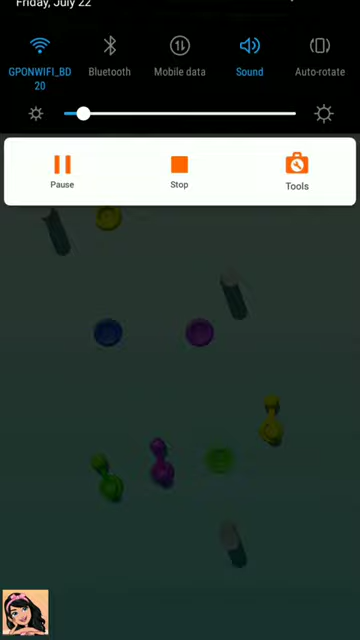 Friday, July 22
GPONWIFI_BD
20
Bluetooth
Mobile data
Sound
Auto-rotate
Pause
Stop
Tools